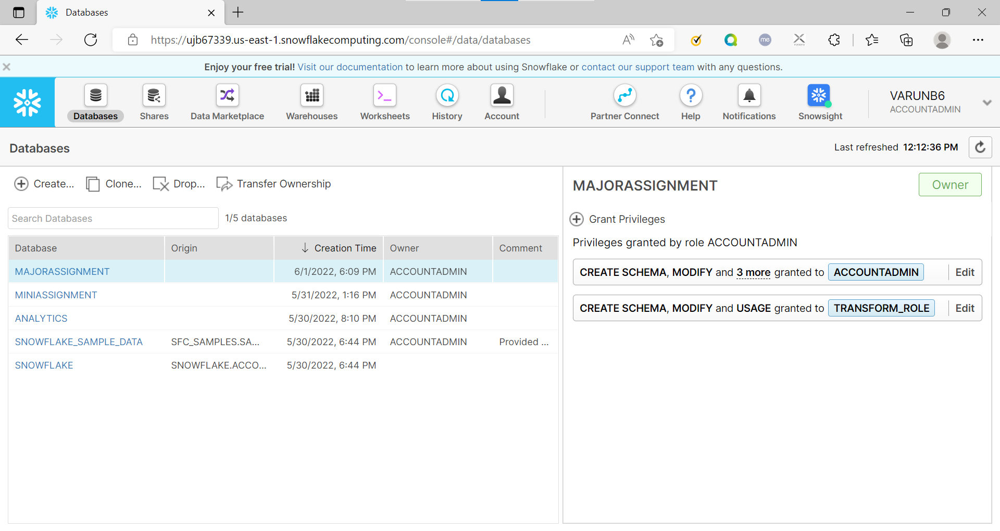 Databases
https://ujb67339.us-east-1.snowflakecomputing.com/console#/data/databases
me
Enjoy your free trial! Visit our documentation to learn more about using Snowflake or contact our support team with any questions.
Databases
Shares
Data Marketplace
Warehouses
Worksheets
History
Account
Partner Connect
Help
Notifications
Snowsight
VARUNB6
ACCOUNTADMIN
Databases
Last refreshed 12:12:36 PM
Create... Clone... Drop... Transfer Ownership
Search Databases 1/5 databases
Database Origin Creation Time Owner Comment
MAJORASSIGNMENT 6/1/2022, 6:09 PM ACCOUNTADMIN
MINIASSIGNMENT 5/31/2022, 1:16 PM ACCOUNTADMIN
ANALYTICS 5/30/2022, 8:10 PM ACCOUNTADMIN
SNOWFLAKE_SAMPLE_DATA SFC_SAMPLES.SA... 5/30/2022, 6:44 PM ACCOUNTADMIN Provided ...
SNOWFLAKE SNOWFLAKE.ACCO... 5/30/2022, 6:44 PM
MAJORASSIGNMENT Owner
Grant Privileges
Privileges granted by role ACCOUNTADMIN
CREATE SCHEMA, MODIFY and 3 more granted to ACCOUNTADMIN Edit
CREATE SCHEMA, MODIFY and USAGE granted to TRANSFORM_ROLE Edit